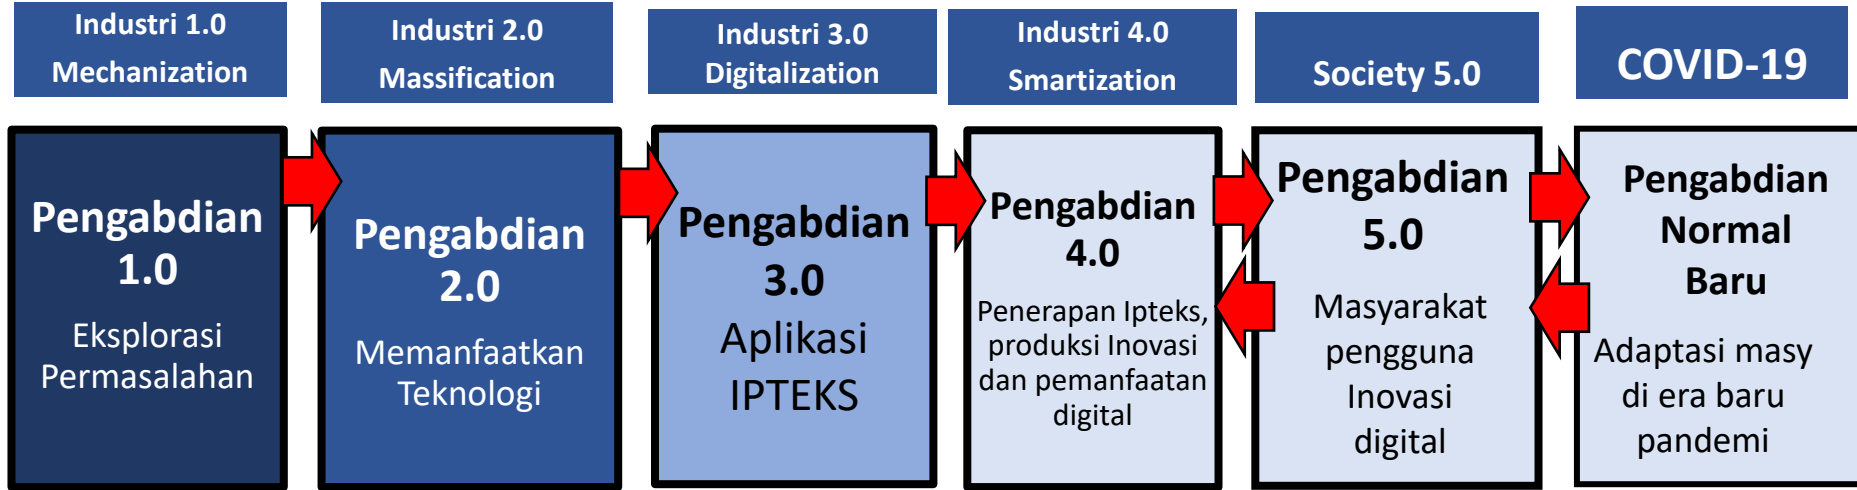 Industri 1.0
Mechanization
Industri 2.0
Massification
Industri 3.0
Digitalization
Industri 4.0
Smartization
Society 5.0
COVID-19
Pengabdian
1.0
Eksplorasi
Permasalahan
Pengabdian
2.0
Memanfaatkan
Teknologi
Pengabdian
3.0
Aplikasi
IPTEKS
Pengabdian
4.0
Penerapan Ipteks,
produksi Inovasi
dan pemanfaatan
digital
Pengabdian
5.0
Masyarakat
pengguna
Inovasi
digital
Pengabdian
Normal
Baru
Adaptasi masy
di era baru
pandemi